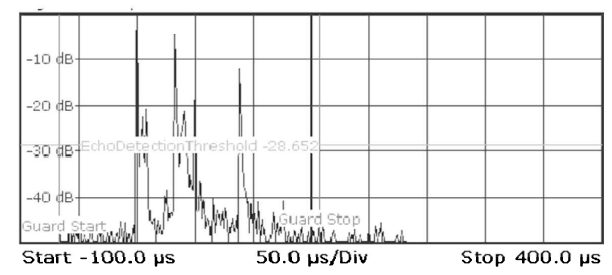 -10 dB
-20 dB
EchoDetectionThreshold -28.652
-30 dB
-40 dB
Guard Start
Guard Stop
Start -100.0 µs
50.0 µs/Div
Stop 400.0 µs